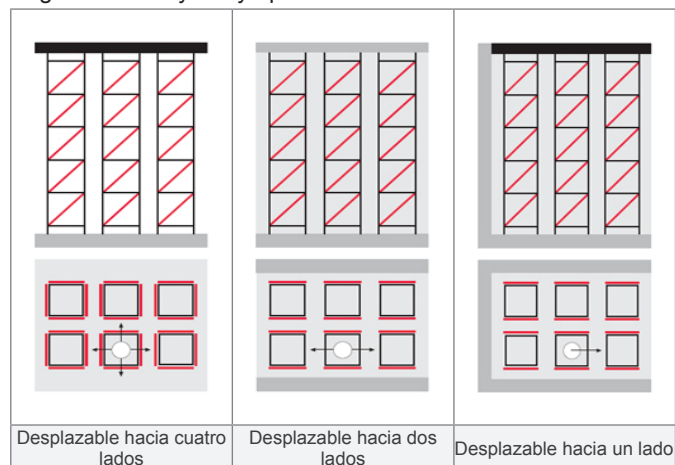 Desplazable hacia cuatro
lados
Desplazable hacia dos
lados
Desplazable hacia un lado